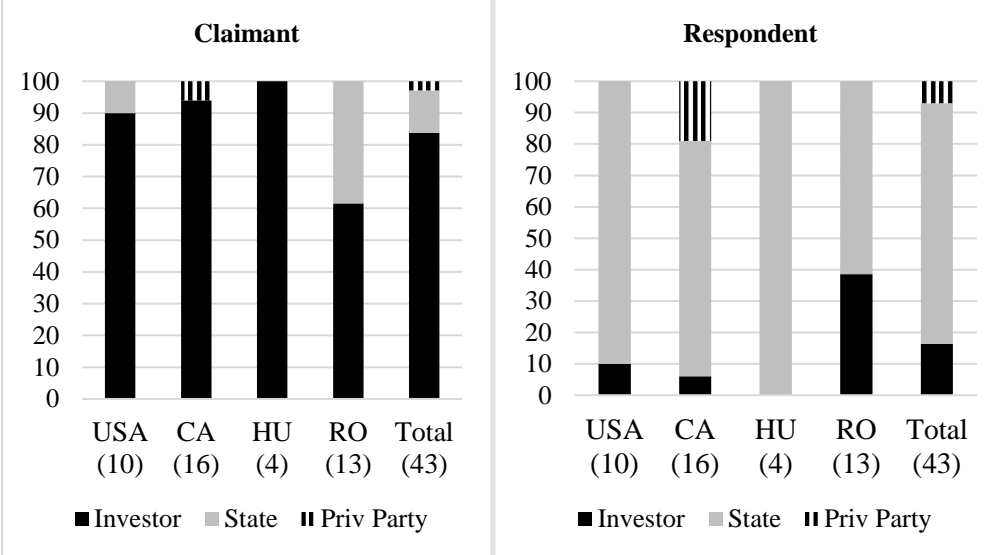 Claimant
100
90
80
70
60
50
40
30
20
10
0
USA CA HU RO Total
(10) (16) (4) (13) (43)
Investor State Priv Party
Respondent
100
90
80
70
60
50
40
30
20
10
0
USA CA HU RO Total
(10) (16) (4) (13) (43)
Investor State Priv Party